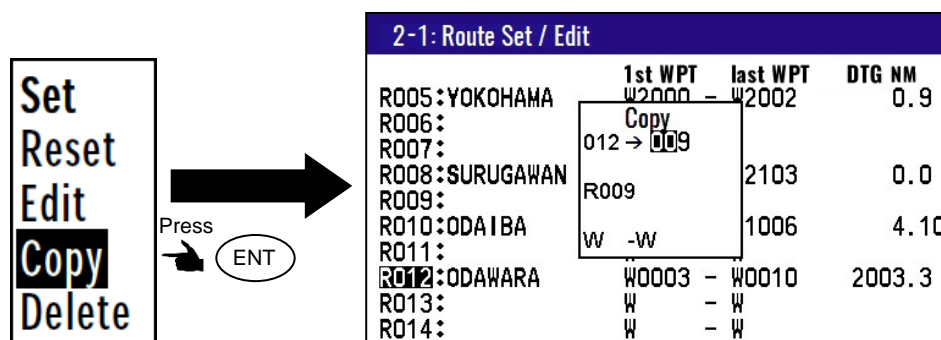 Set
Reset
Edit
Copy
Delete
Press
ENT
2-1: Route Set / Edit
1st WPT last WPT DTG NM
R005:YOKOHAMA W2000 - W2002 0.9
R006:
R007:
R008:SURUGAWAN 2103 0.0
R009:
R010:ODAIBA 1006 4.10
R011:
R012:ODAWARA W0003 - W0010 2003.3
R013: W - W
R014: W - W
Copy
012 → 009
R009
W -W